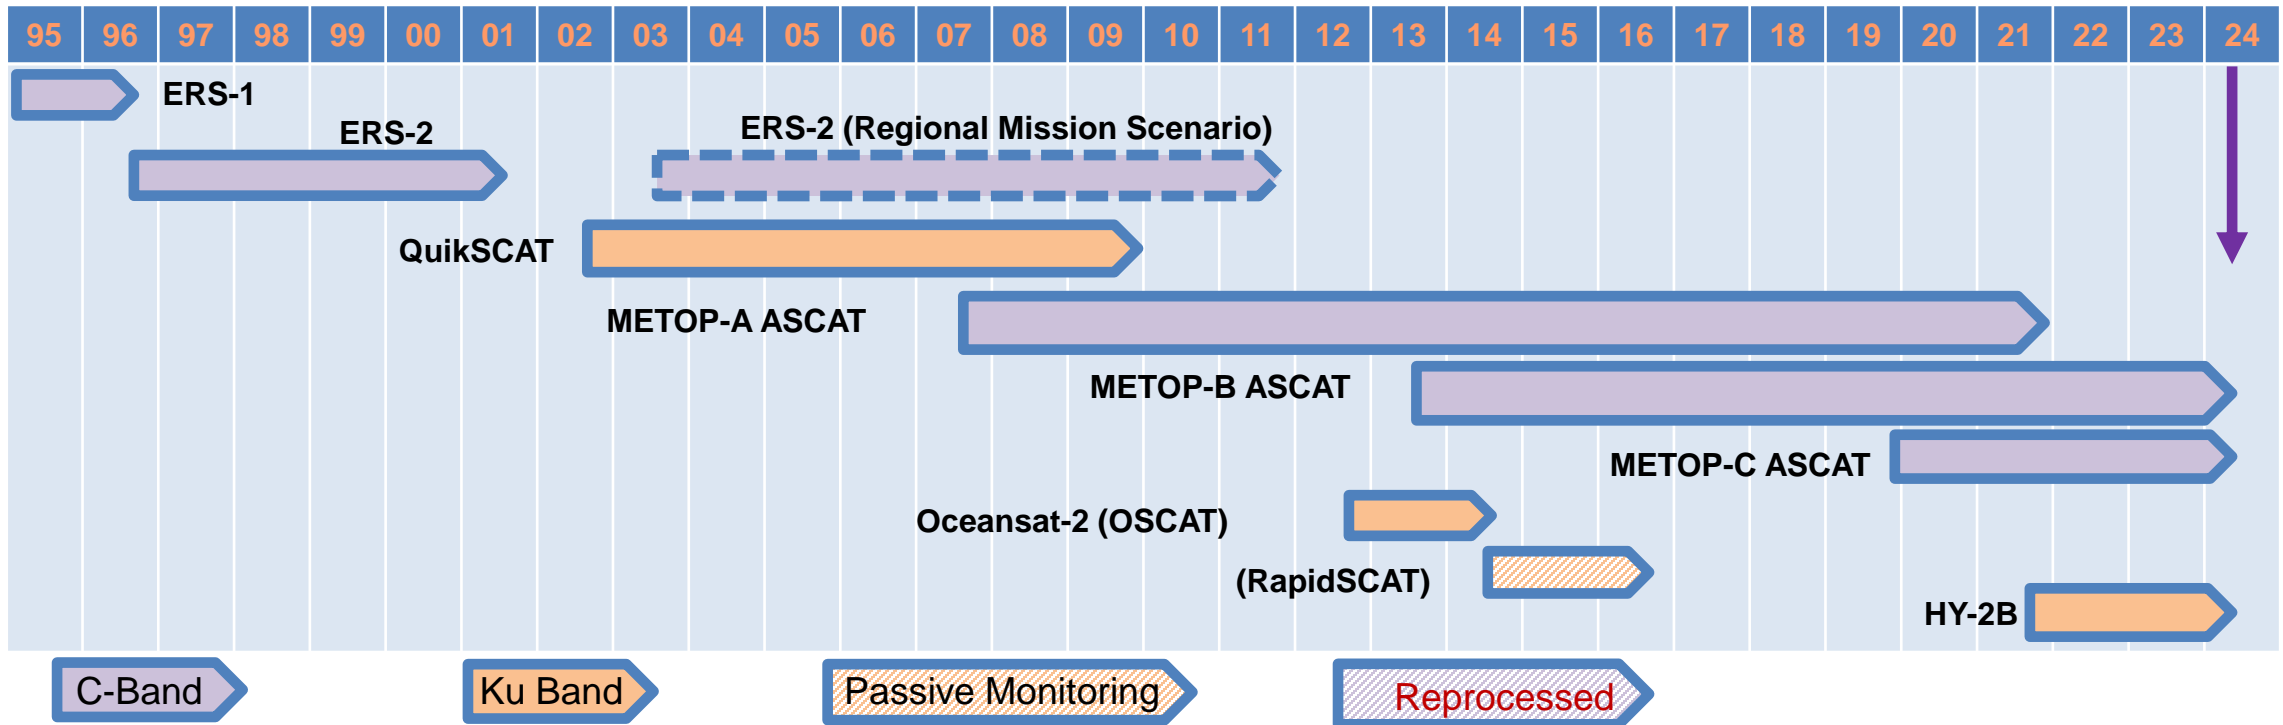 95 96 97 98 99 00 01 02 03 04 05 06 07 08 09 10 11 12 13 14 15 16 17 18 19 20 21 22 23 24
ERS-1
ERS-2
ERS-2 (Regional Mission Scenario)
QuikSCAT
METOP-A ASCAT
METOP-B ASCAT
METOP-C ASCAT
Oceansat-2 (OSCAT)
(RapidSCAT)
HY-2B
C-Band
Ku Band
Passive Monitoring
Reprocessed